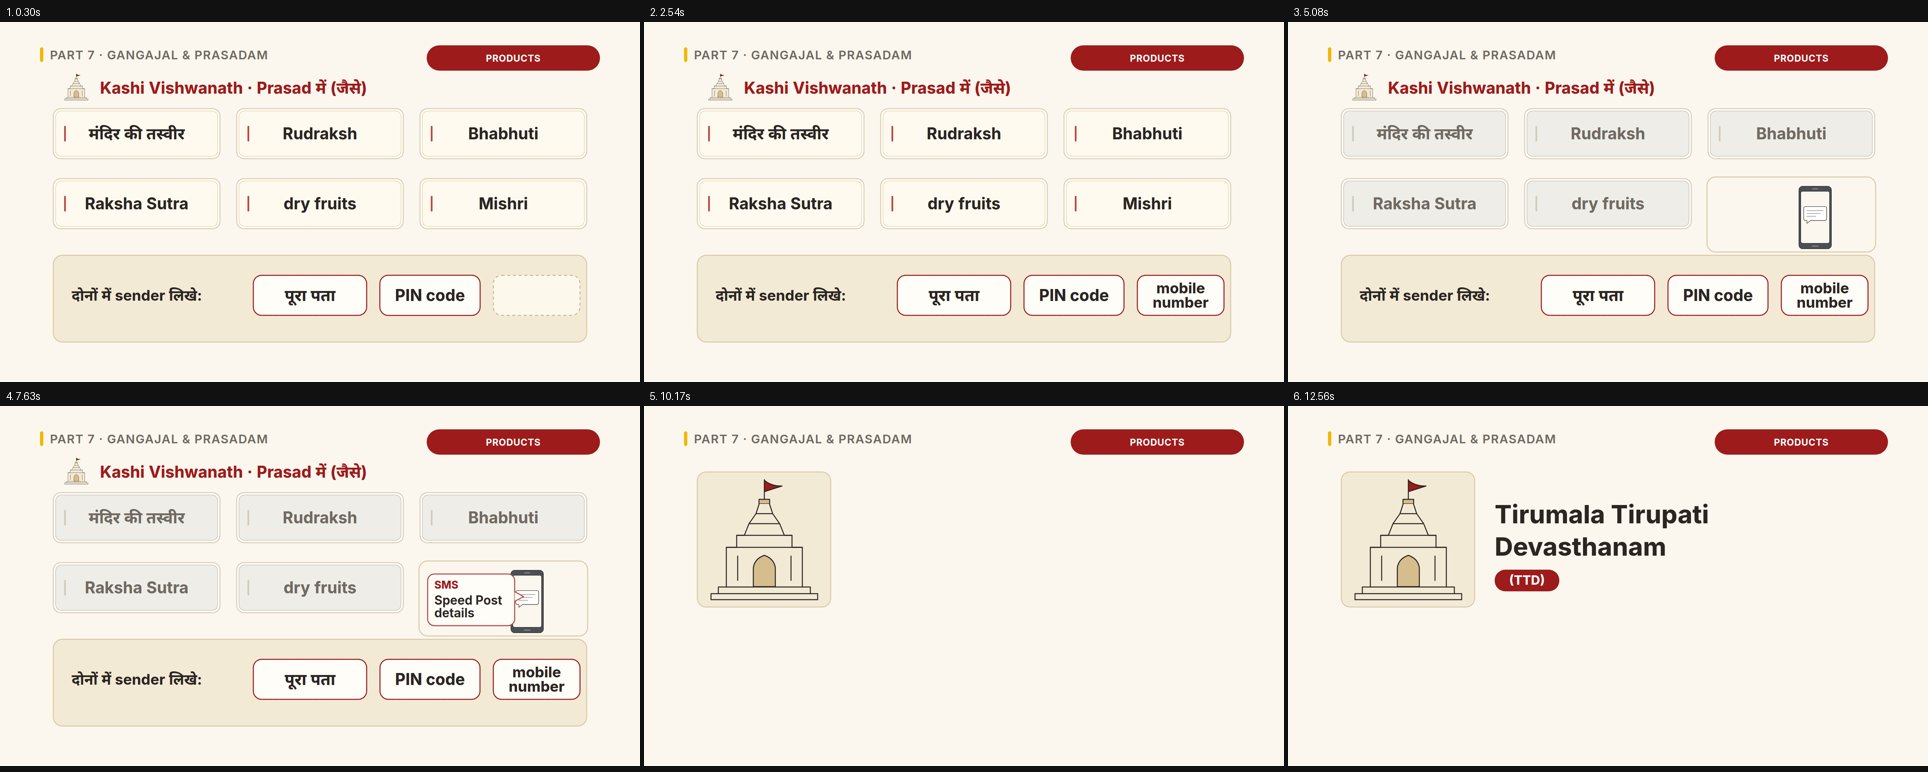 1. 0.30s
PART 7 · GANGAJAL & PRASADAM
PRODUCTS
Kashi Vishwanath · Prasad में (जैसे)
मंदिर की तस्वीर
Rudraksh
Bhabhuti
Raksha Sutra
dry fruits
Mishri
दोनों में sender लिखे:
पूरा पता
PIN code
2. 2.54s
PART 7 · GANGAJAL & PRASADAM
PRODUCTS
Kashi Vishwanath · Prasad में (जैसे)
मंदिर की तस्वीर
Rudraksh
Bhabhuti
Raksha Sutra
dry fruits
Mishri
दोनों में sender लिखे:
पूरा पता
PIN code
mobile
number
3. 5.08s
PART 7 · GANGAJAL & PRASADAM
PRODUCTS
Kashi Vishwanath · Prasad में (जैसे)
मंदिर की तस्वीर
Rudraksh
Bhabhuti
Raksha Sutra
dry fruits
दोनों में sender लिखे:
पूरा पता
PIN code
mobile
number
4. 7.63s
PART 7 · GANGAJAL & PRASADAM
PRODUCTS
Kashi Vishwanath · Prasad में (जैसे)
मंदिर की तस्वीर
Rudraksh
Bhabhuti
Raksha Sutra
dry fruits
SMS
Speed Post
details
दोनों में sender लिखे:
पूरा पता
PIN code
mobile
number
5. 10.17s
PART 7 · GANGAJAL & PRASADAM
PRODUCTS
6. 12.56s
PART 7 · GANGAJAL & PRASADAM
PRODUCTS
Tirumala Tirupati
Devasthanam
(TTD)